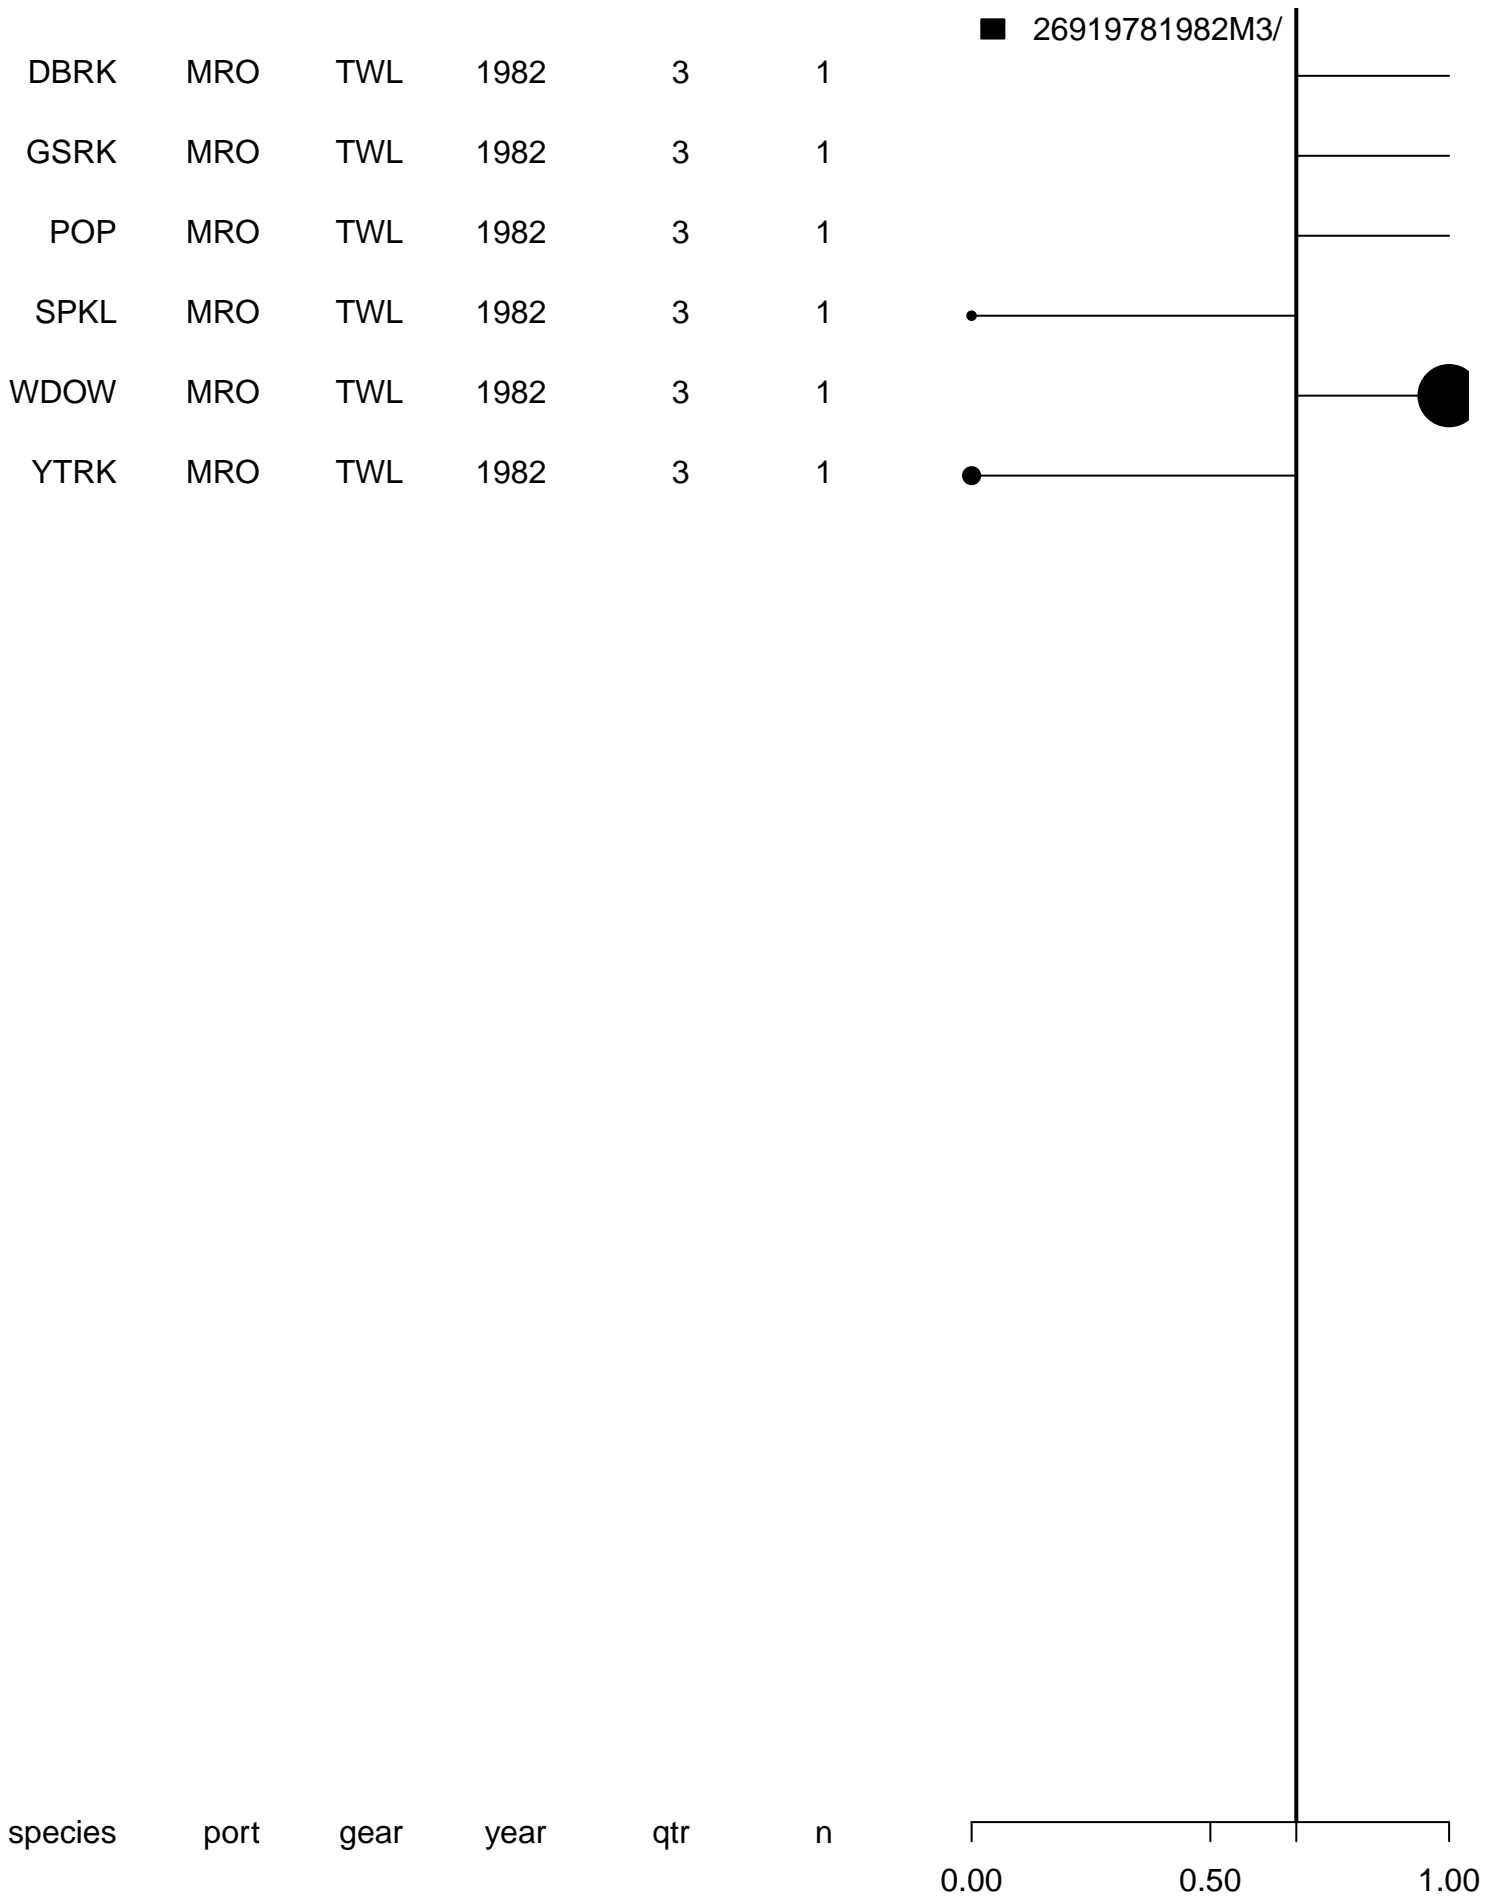 26919781982M3/
DBRK MRO TWL 1982 3 1
GSRK MRO TWL 1982 3 1
POP MRO TWL 1982 3 1
SPKL MRO TWL 1982 3 1
WDOW MRO TWL 1982 3 1
YTRK MRO TWL 1982 3 1
species port gear year qtr n
0.00 0.50 1.00